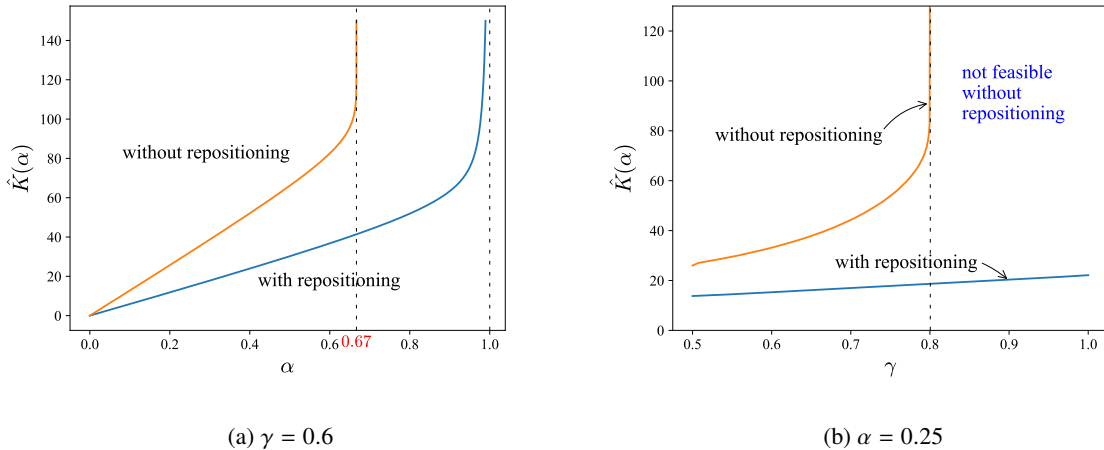 140
120
100
80
60
40
20
0
K̂(α)
without repositioning
with repositioning
0.0
0.2
0.4
0.6
0.67
0.8
1.0
α
(a) γ = 0.6
120
100
80
60
40
20
0
K̂(α)
not feasible
without
repositioning
without repositioning
with repositioning
0.5
0.6
0.7
0.8
0.9
1.0
γ
(b) α = 0.25